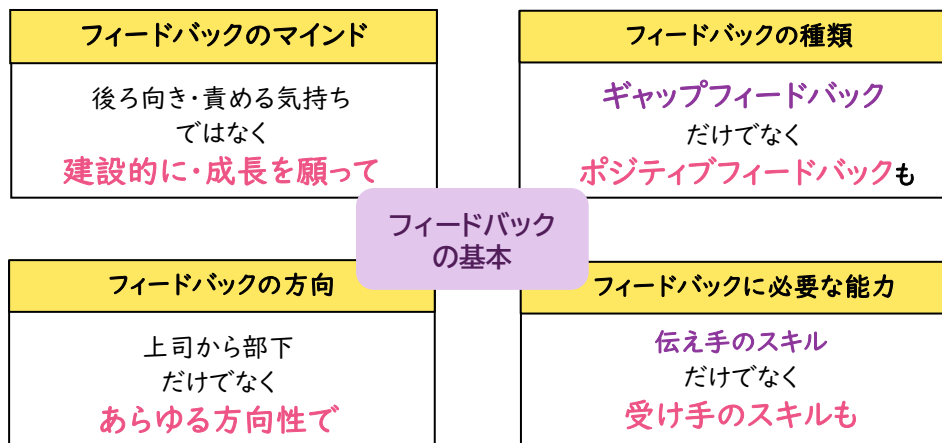 フィードバックのマインド
後ろ向き・責める気持ち
ではなく
建設的に・成長を願って
フィードバックの種類
ギャップフィードバック
だけでなく
ポジティブフィードバックも
フィードバック
の基本
フィードバックの方向
上司から部下
だけでなく
あらゆる方向性で
フィードバックに必要な能力
伝え手のスキル
だけでなく
受け手のスキルも